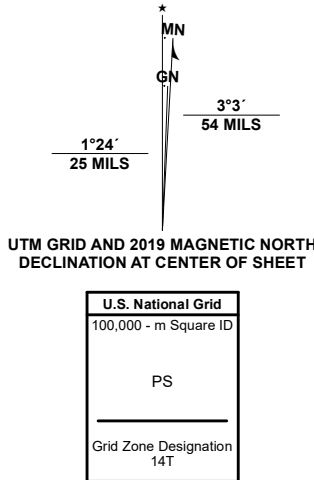 ★
MN
GN
3°3´
54 MILS
1°24´
25 MILS
UTM GRID AND 2019 MAGNETIC NORTH
DECLINATION AT CENTER OF SHEET
U.S. National Grid
100,000 - m Square ID
PS
Grid Zone Designation
14T